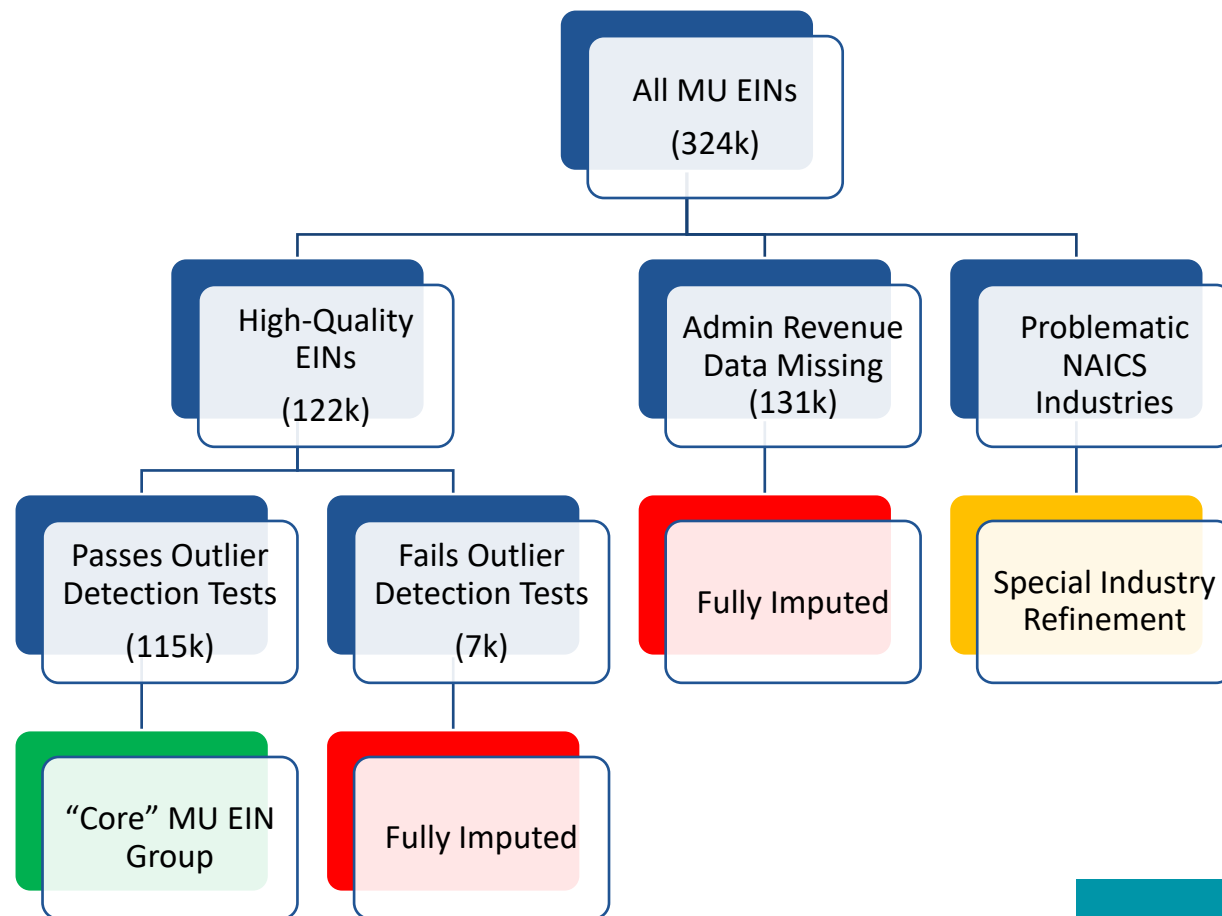 All MU EINs
(324k)
High-Quality
EINs
(122k)
Admin Revenue
Data Missing
(131k)
Problematic
NAICS
Industries
Passes Outlier
Detection Tests
(115k)
Fails Outlier
Detection Tests
(7k)
Fully Imputed
Special Industry
Refinement
“Core” MU EIN
Group
Fully Imputed